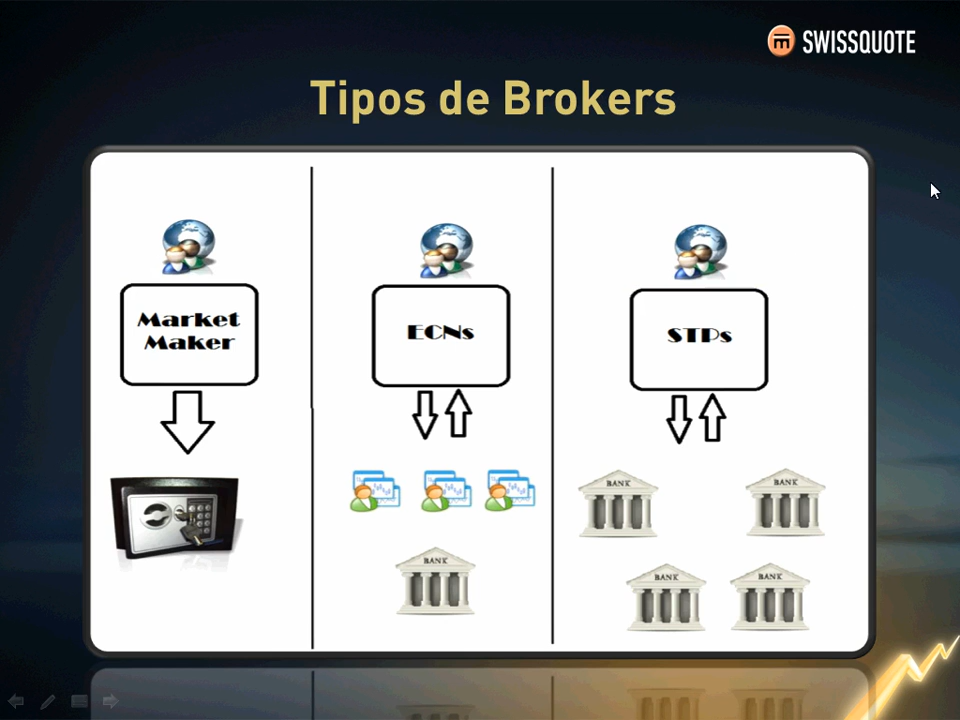 SWISSQUOTE
Tipos de Brokers
Market
Maker
ECNs
STPs
BANK
BANK
BANK
BANK
BANK